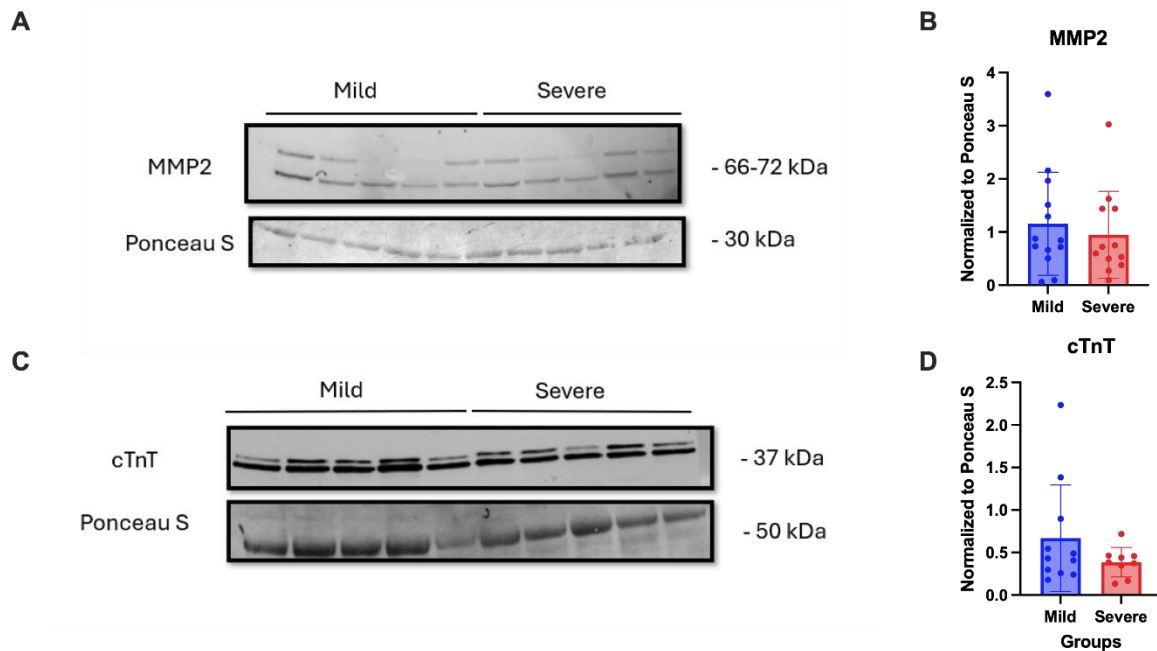 A
Mild Severe
MMP2
- 66-72 kDa
Ponceau S
- 30 kDa
B
MMP2
Normalized to Ponceau S
4
3
2
1
0
Mild Severe
C
Mild Severe
cTnT
- 37 kDa
Ponceau S
- 50 kDa
D
cTnT
Normalized to Ponceau S
2.5
2.0
1.5
1.0
0.5
0.0
Mild Severe
Groups